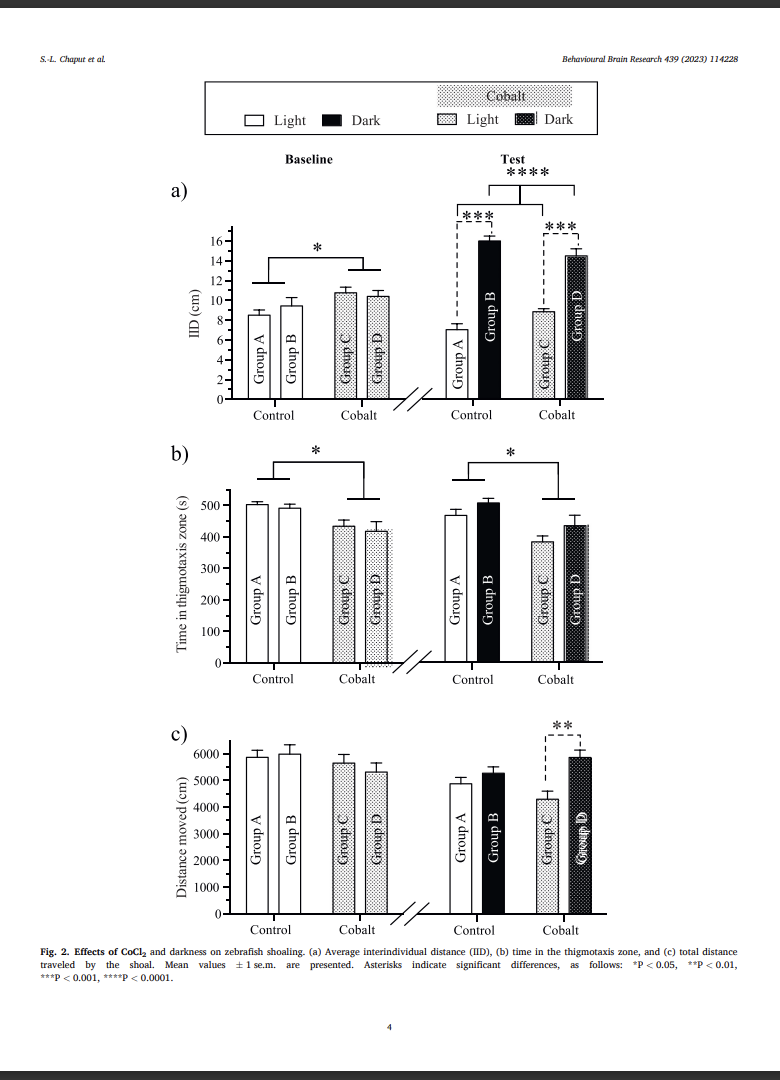 S.-L. Chaput et al.
Behavioural Brain Research 439 (2023) 114228
Cobalt
Light Dark Light Dark
Baseline Test
a)
****
*
***
***
IID (cm)
16
14
12
10
8
6
4
2
0
Group A
Group B
Group C
Group D
Group A
Group B
Group C
Group D
Control Cobalt Control Cobalt
b)
*
*
Time in thigmotaxis zone (s)
500
400
300
200
100
0
Group A
Group B
Group C
Group D
Group A
Group B
Group C
Group D
Control Cobalt Control Cobalt
c)
**
Distance moved (cm)
6000
5000
4000
3000
2000
1000
0
Group A
Group B
Group C
Group D
Group A
Group B
Group C
Group D
Control Cobalt Control Cobalt
Fig. 2. Effects of CoCl₂ and darkness on zebrafish shoaling. (a) Average interindividual distance (IID), (b) time in the thigmotaxis zone, and (c) total distance
traveled by the shoal. Mean values ± 1 se.m. are presented. Asterisks indicate significant differences, as follows: *P < 0.05, **P < 0.01,
***P < 0.001, ****P < 0.0001.
4